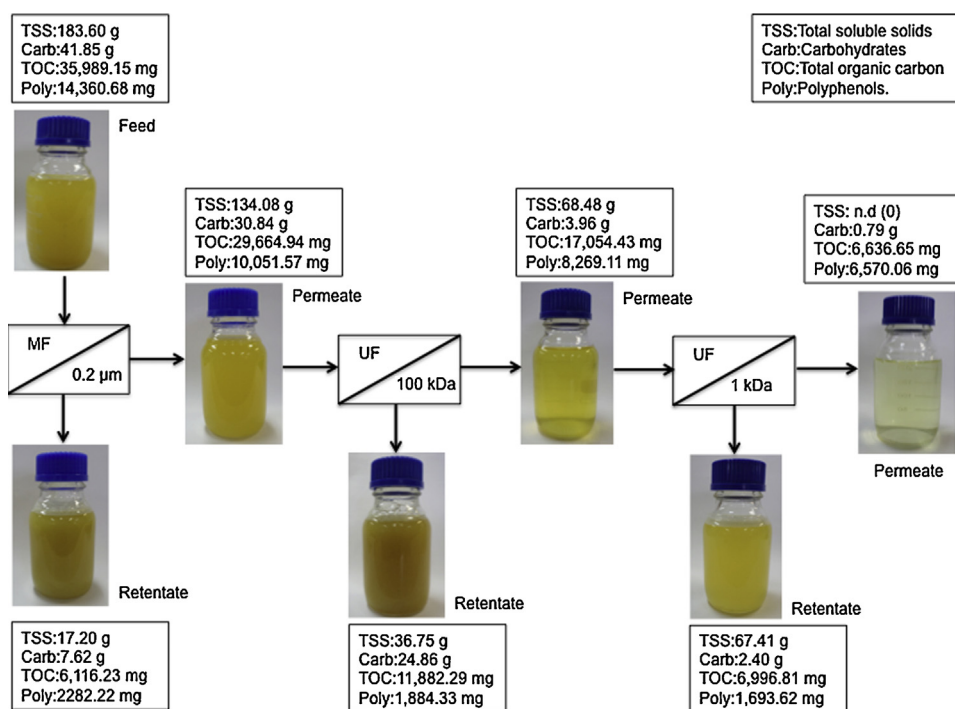 TSS:183.60 g
Carb:41.85 g
TOC:35,989.15 mg
Poly:14,360.68 mg
Feed
TSS:Total soluble solids
Carb:Carbohydrates
TOC:Total organic carbon
Poly:Polyphenols.
TSS:134.08 g
Carb:30.84 g
TOC:29,664.94 mg
Poly:10,051.57 mg
Permeate
TSS:68.48 g
Carb:3.96 g
TOC:17,054.43 mg
Poly:8,269.11 mg
Permeate
TSS: n.d (0)
Carb:0.79 g
TOC:6,636.65 mg
Poly:6,570.06 mg
Permeate
MF
0.2 µm
UF
100 kDa
UF
1 kDa
Retentate
TSS:17.20 g
Carb:7.62 g
TOC:6,116.23 mg
Poly:2282.22 mg
Retentate
TSS:36.75 g
Carb:24.86 g
TOC:11,882.29 mg
Poly:1,884.33 mg
Retentate
TSS:67.41 g
Carb:2.40 g
TOC:6,996.81 mg
Poly:1,693.62 mg